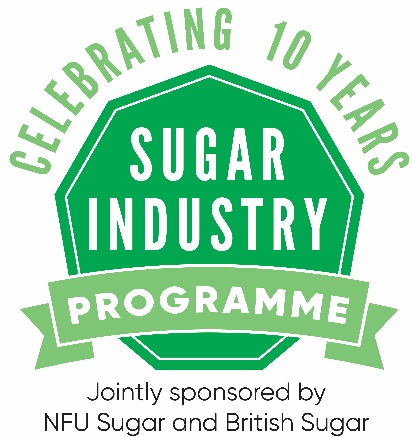 CELEBRATING 10 YEARS
SUGAR
INDUSTRY
PROGRAMME
Jointly sponsored by
NFU Sugar and British Sugar